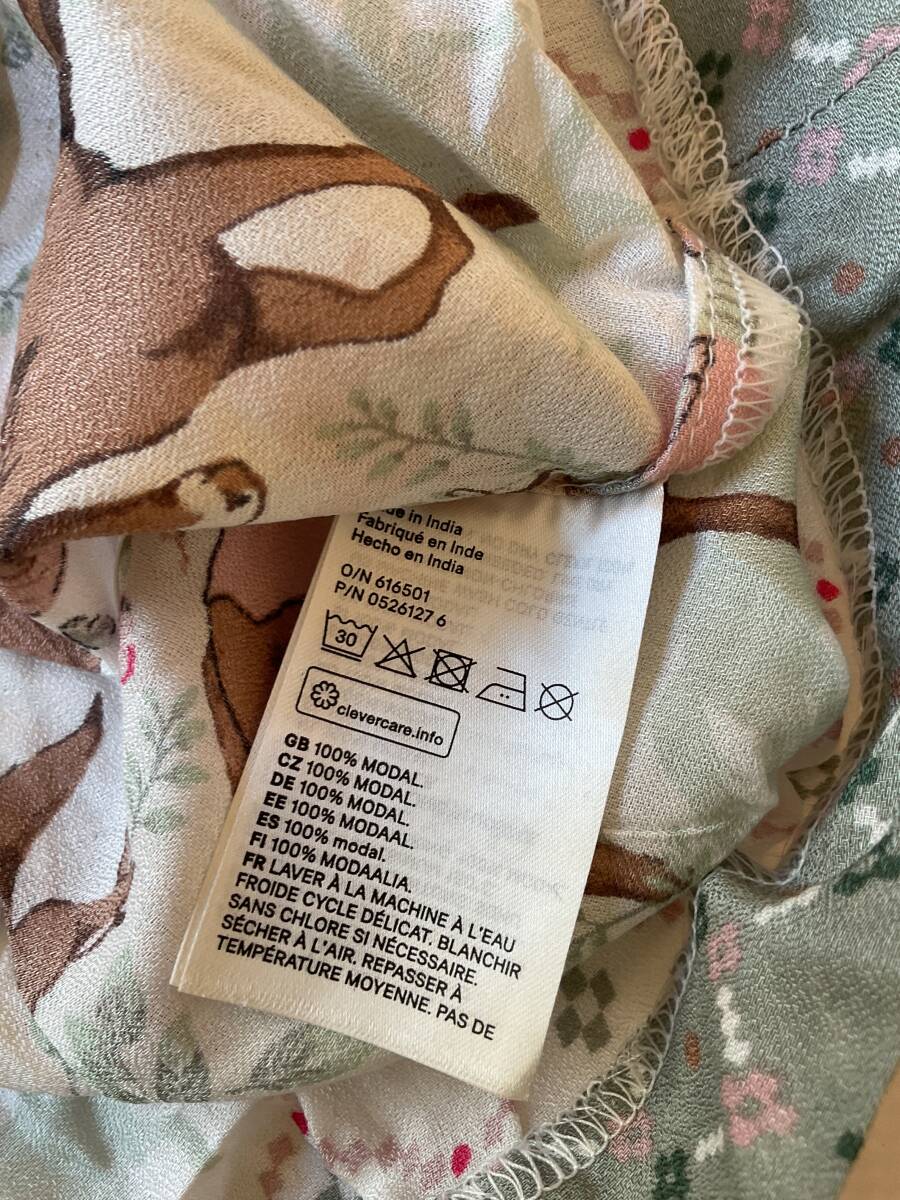 in India
Fabriqué en Inde
Hecho en India
O/N 616501
P/N 0526127 6
30
clevercare.info
GB 100% MODAL.
CZ 100% MODAL.
DE 100% MODAL.
EE 100% MODAAL.
ES 100% modal.
FI 100% MODAALIA.
FR LAVER À LA MACHINE À L'EAU
FROIDE CYCLE DÉLICAT. BLANCHIR
SANS CHLORE SI NÉCESSAIRE.
SÉCHER À L'AIR. REPASSER À
TEMPÉRATURE MOYENNE. PAS DE